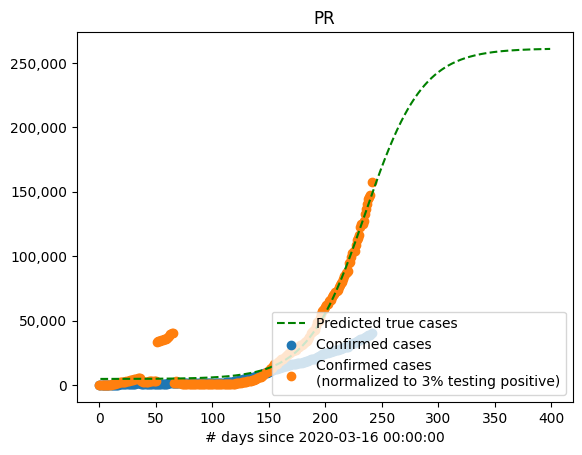 PR
250,000
200,000
150,000
100,000
50,000
0
Predicted true cases
Confirmed cases
Confirmed cases
(normalized to 3% testing positive)
0 50 100 150 200 250 300 350 400
# days since 2020-03-16 00:00:00